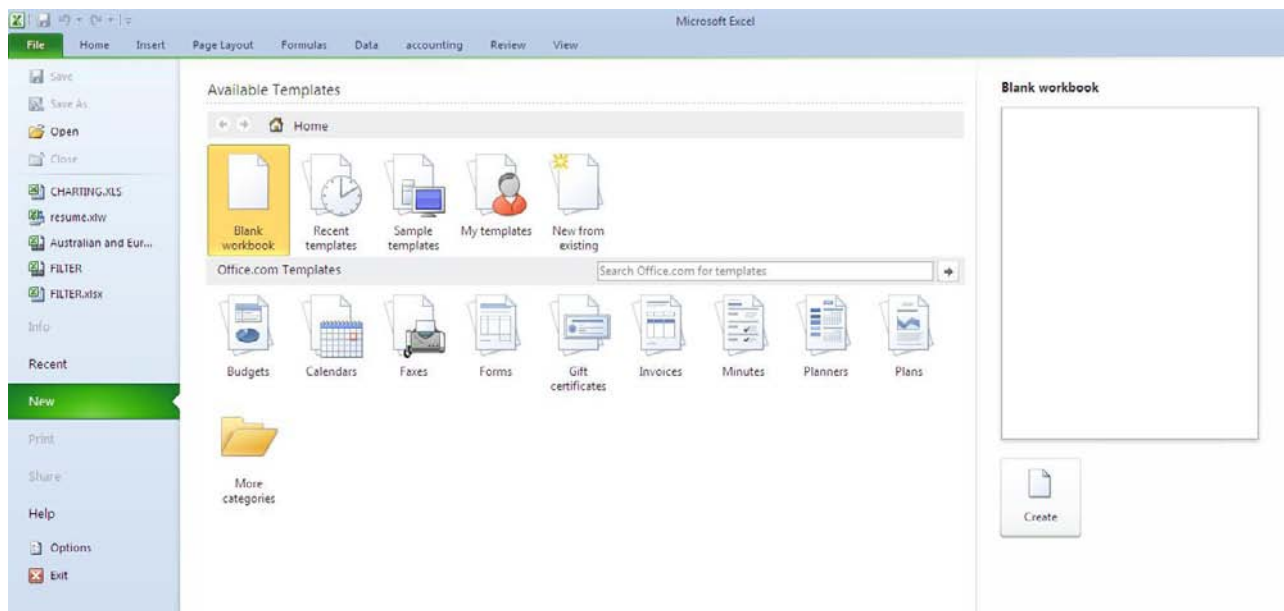 Microsoft Excel
File Home Insert Page Layout Formulas Data accounting Review View
Save
Save As
Open
Close
CHARTING.XLS
resume.xlw
Australian and Eur...
FILTER
FILTER.xlsx
Info
Recent
New
Print
Share
Help
Options
Exit
Available Templates
Home
Blank workbook
Recent templates
Sample templates
My templates
New from existing
Office.com Templates
Search Office.com for templates
Budgets
Calendars
Faxes
Forms
Gift certificates
Invoices
Minutes
Planners
Plans
More categories
Blank workbook
Create